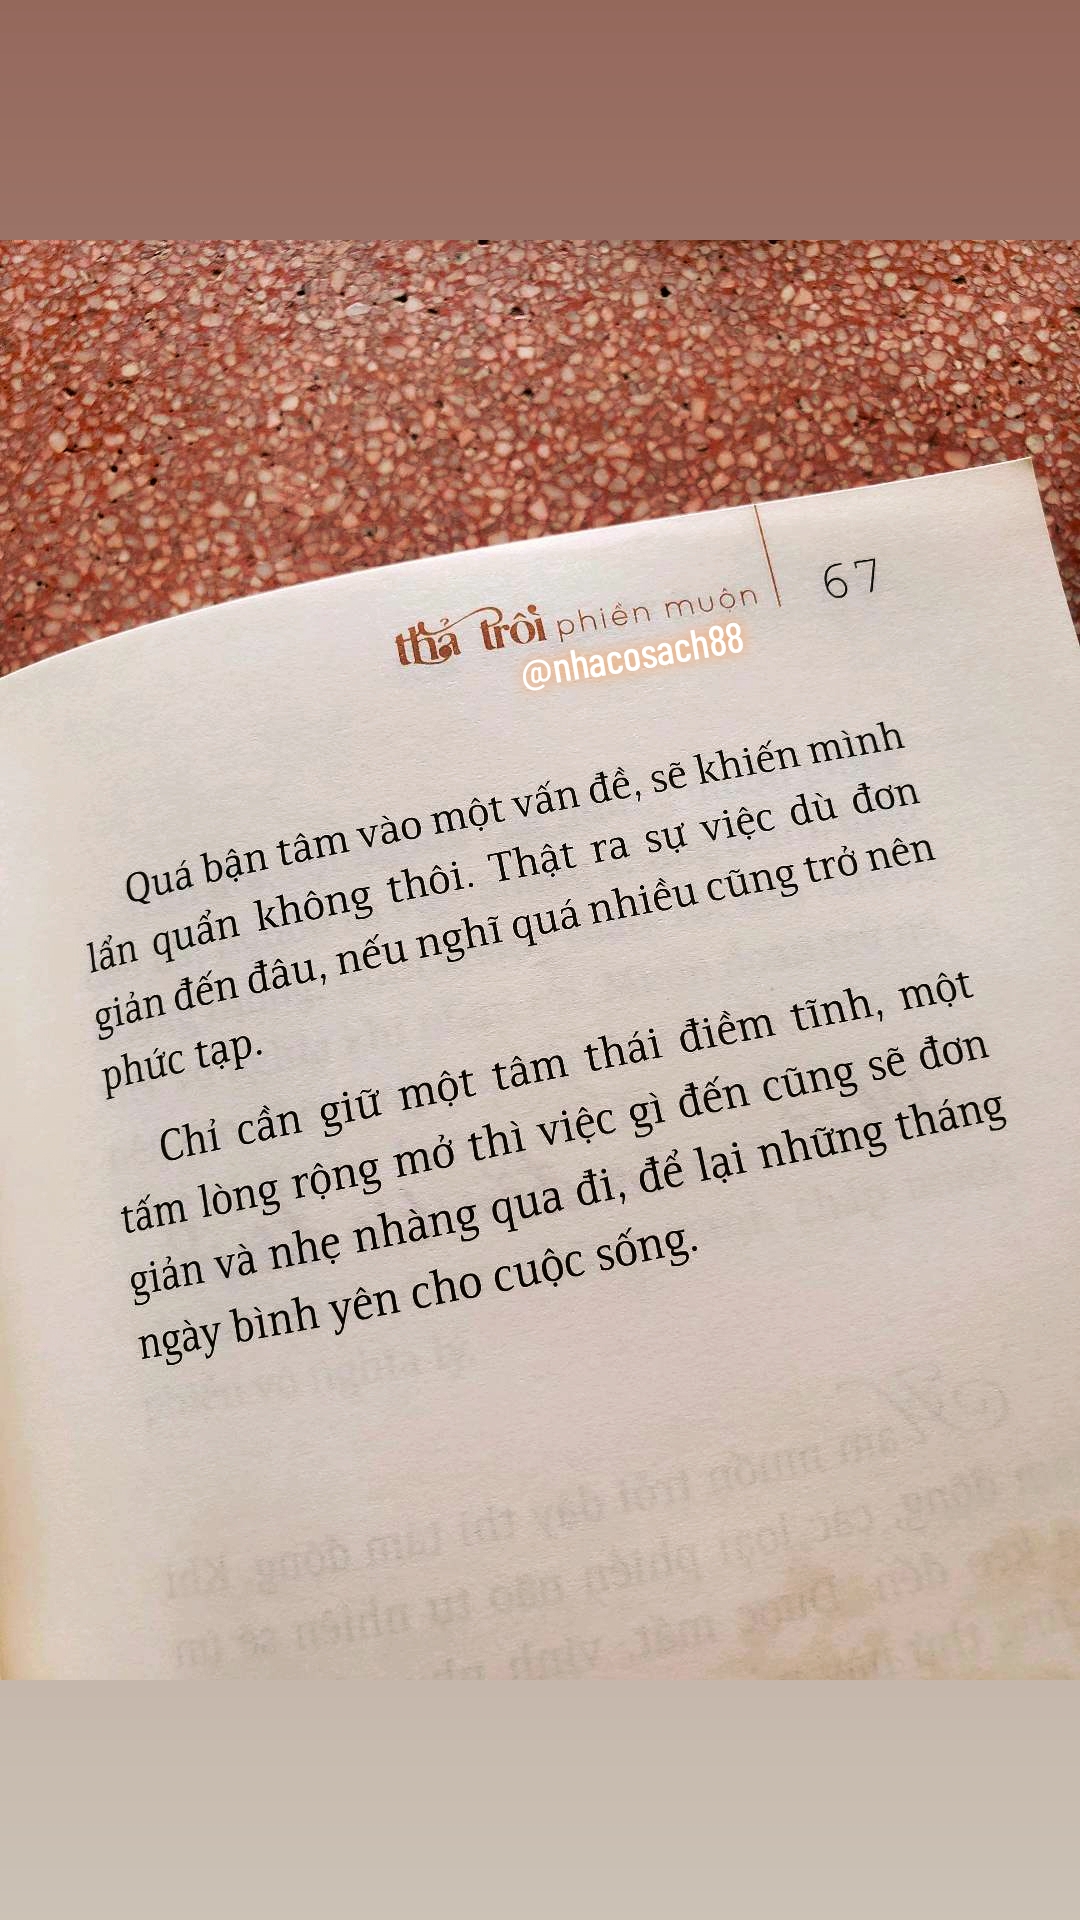 thả trôi phiền muộn | 67
@nhacosach88
Quá bận tâm vào một vấn đề, sẽ khiến mình
lẩn quẩn không thôi. Thật ra sự việc dù đơn
giản đến đâu, nếu nghĩ quá nhiều cũng trở nên
phức tạp.
Chỉ cần giữ một tâm thái điềm tĩnh, một
tấm lòng rộng mở thì việc gì đến cũng sẽ đơn
giản và nhẹ nhàng qua đi, để lại những tháng
ngày bình yên cho cuộc sống.